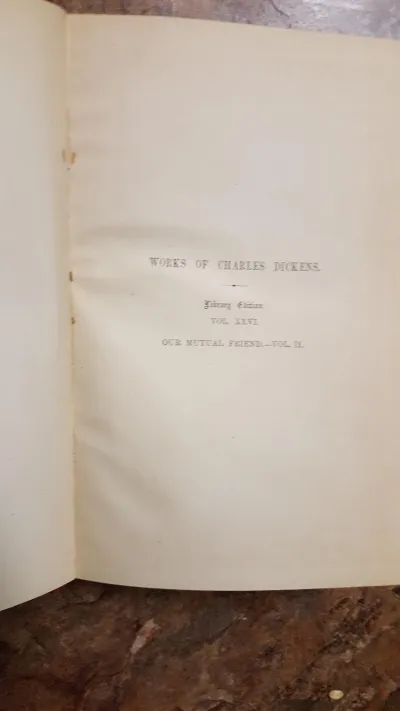 WORKS OF CHARLES DICKENS.
Library Edition
VOL. XXVI.
OUR MUTUAL FRIEND.—VOL. II.